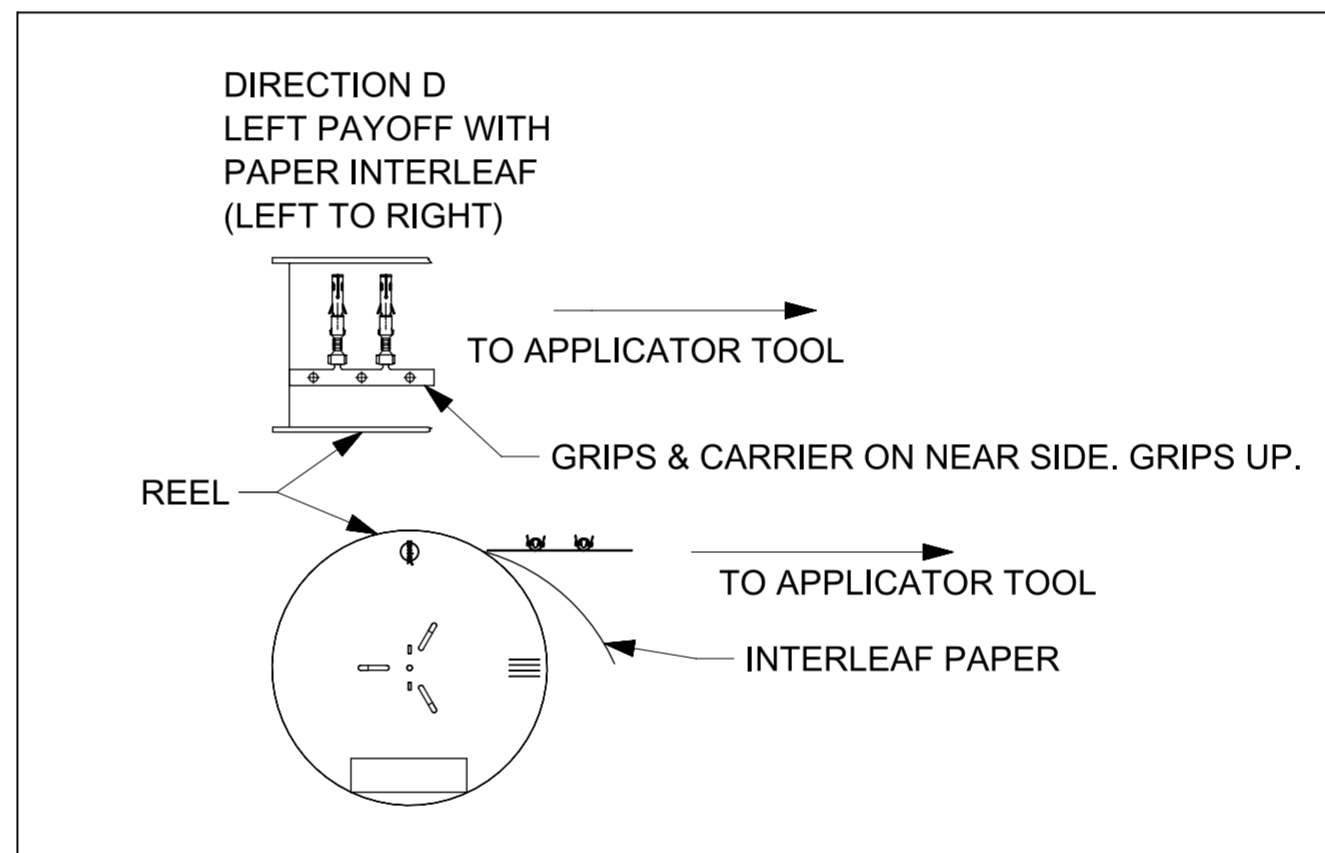 DIRECTION D
LEFT PAYOFF WITH
PAPER INTERLEAF
(LEFT TO RIGHT)
TO APPLICATOR TOOL
GRIPS & CARRIER ON NEAR SIDE. GRIPS UP.
REEL
TO APPLICATOR TOOL
INTERLEAF PAPER